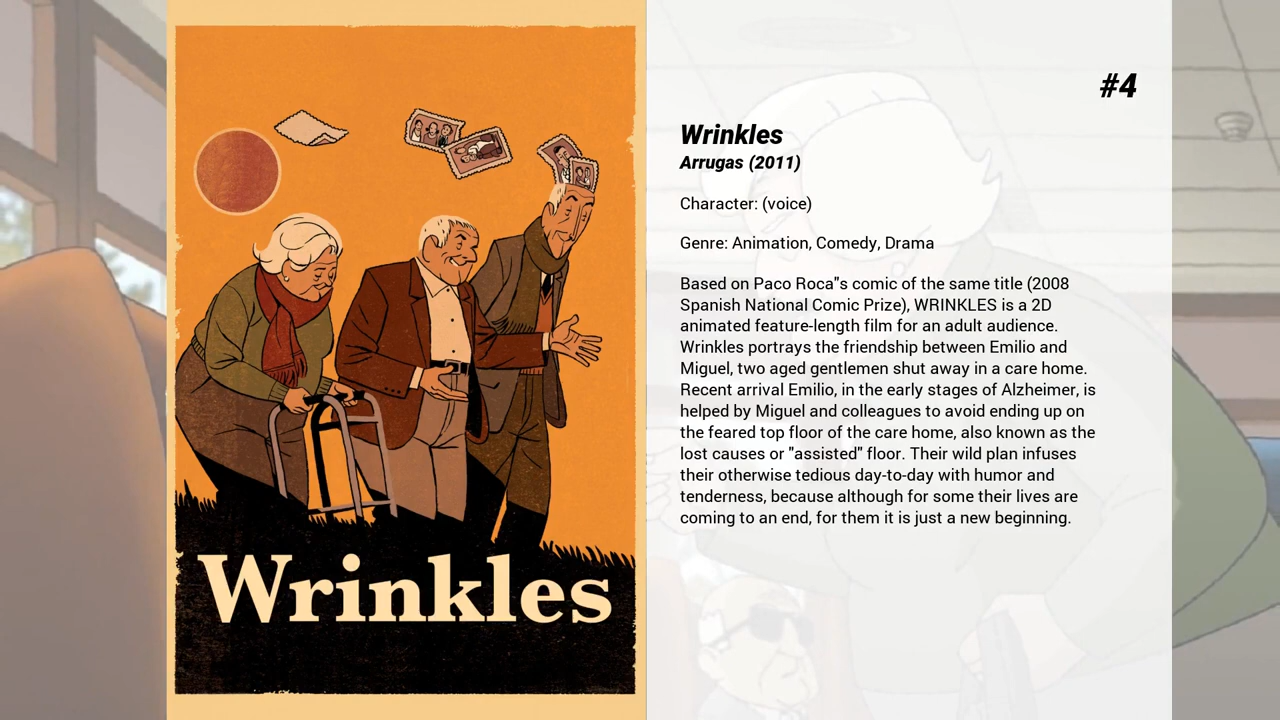 Wrinkles
#4
Wrinkles
Arrugas (2011)
Character: (voice)
Genre: Animation, Comedy, Drama
Based on Paco Roca"s comic of the same title (2008
Spanish National Comic Prize), WRINKLES is a 2D
animated feature-length film for an adult audience.
Wrinkles portrays the friendship between Emilio and
Miguel, two aged gentlemen shut away in a care home.
Recent arrival Emilio, in the early stages of Alzheimer, is
helped by Miguel and colleagues to avoid ending up on
the feared top floor of the care home, also known as the
lost causes or "assisted" floor. Their wild plan infuses
their otherwise tedious day-to-day with humor and
tenderness, because although for some their lives are
coming to an end, for them it is just a new beginning.